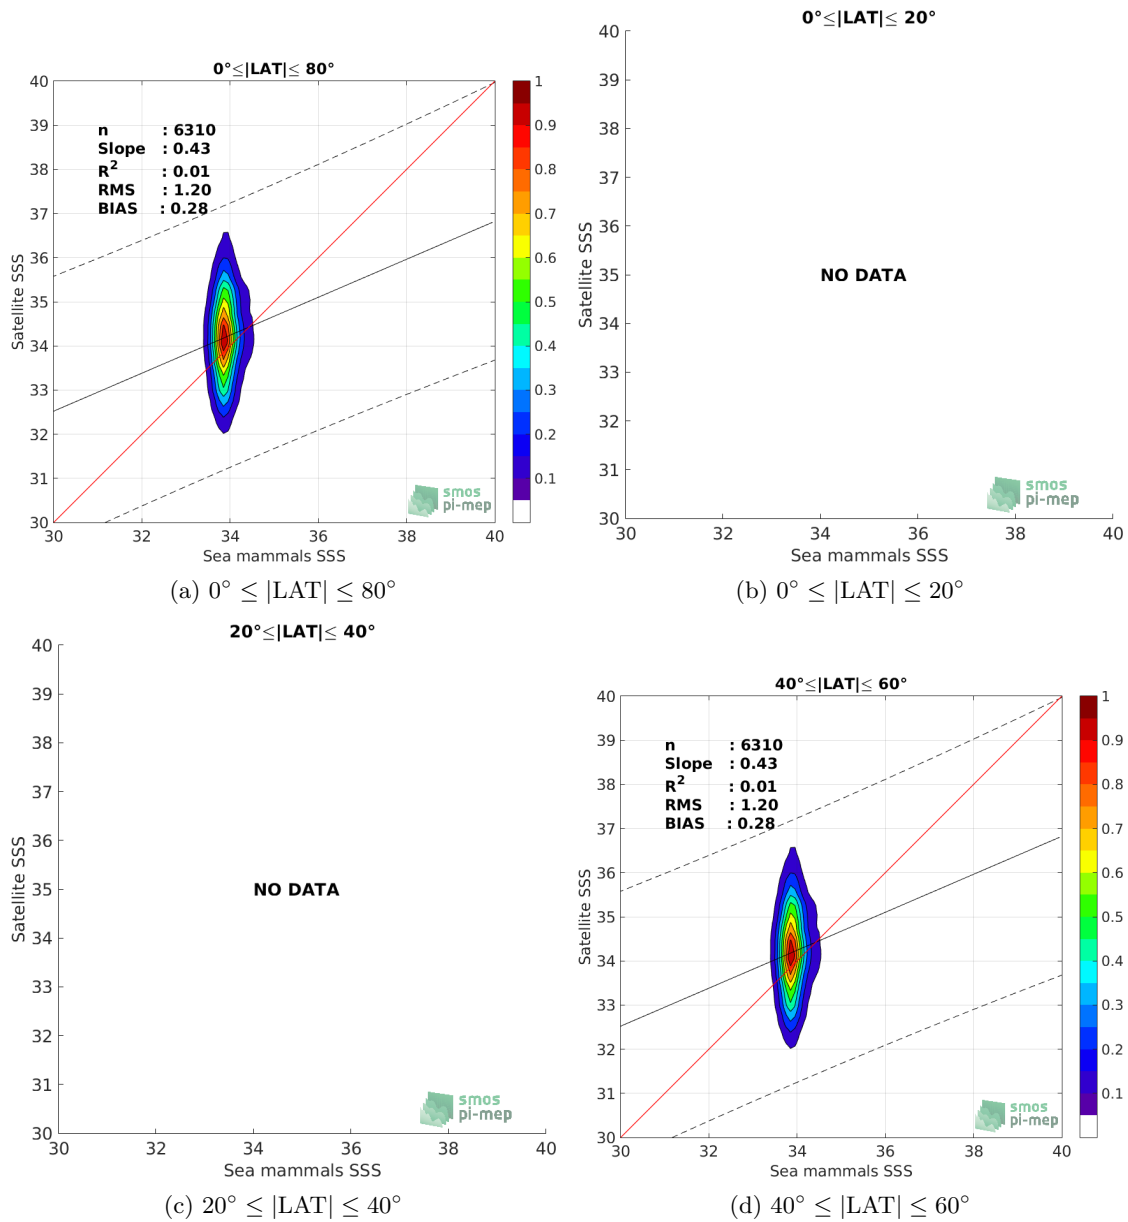 0°≤|LAT|≤ 80°
40
39
38
37
36
35
34
33
32
31
30
Satellite SSS
n : 6310
Slope : 0.43
R² : 0.01
RMS : 1.20
BIAS : 0.28
smos
pi-mep
30 32 34 36 38 40
Sea mammals SSS
1
0.9
0.8
0.7
0.6
0.5
0.4
0.3
0.2
0.1
(a) 0° ≤ |LAT| ≤ 80°
0°≤|LAT|≤ 20°
40
39
38
37
36
35
34
33
32
31
30
Satellite SSS
NO DATA
smos
pi-mep
30 32 34 36 38 40
Sea mammals SSS
(b) 0° ≤ |LAT| ≤ 20°
20°≤|LAT|≤ 40°
40
39
38
37
36
35
34
33
32
31
30
Satellite SSS
NO DATA
smos
pi-mep
30 32 34 36 38 40
Sea mammals SSS
(c) 20° ≤ |LAT| ≤ 40°
40°≤|LAT|≤ 60°
40
39
38
37
36
35
34
33
32
31
30
Satellite SSS
n : 6310
Slope : 0.43
R² : 0.01
RMS : 1.20
BIAS : 0.28
smos
pi-mep
30 32 34 36 38 40
Sea mammals SSS
1
0.9
0.8
0.7
0.6
0.5
0.4
0.3
0.2
0.1
(d) 40° ≤ |LAT| ≤ 60°